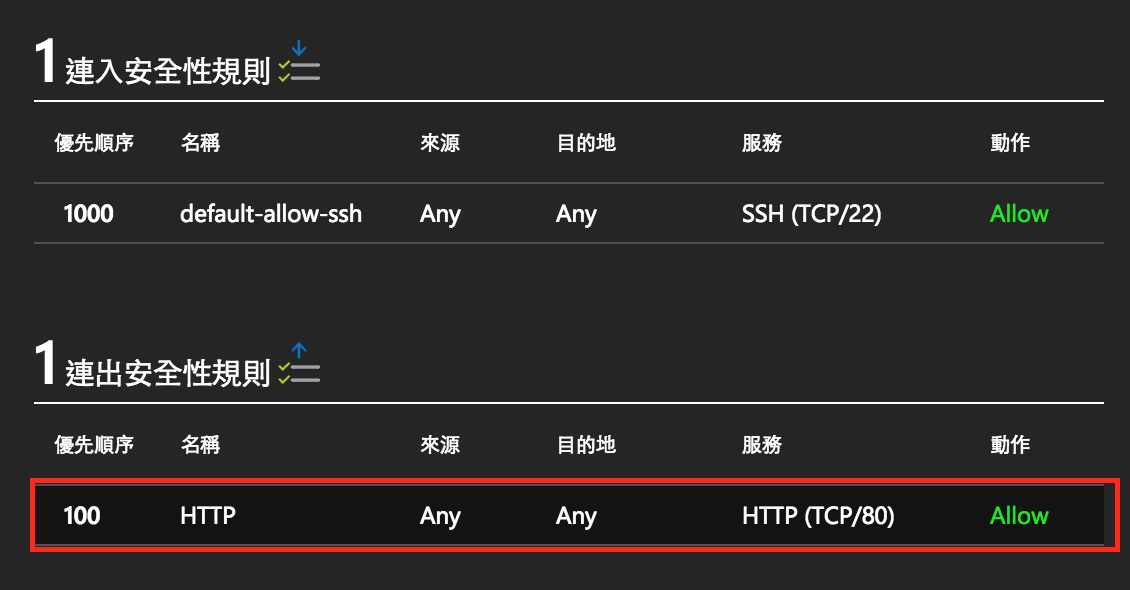 1 連入安全性規則
優先順序 名稱 來源 目的地 服務 動作
1000 default-allow-ssh Any Any SSH (TCP/22) Allow
1 連出安全性規則
優先順序 名稱 來源 目的地 服務 動作
100 HTTP Any Any HTTP (TCP/80) Allow